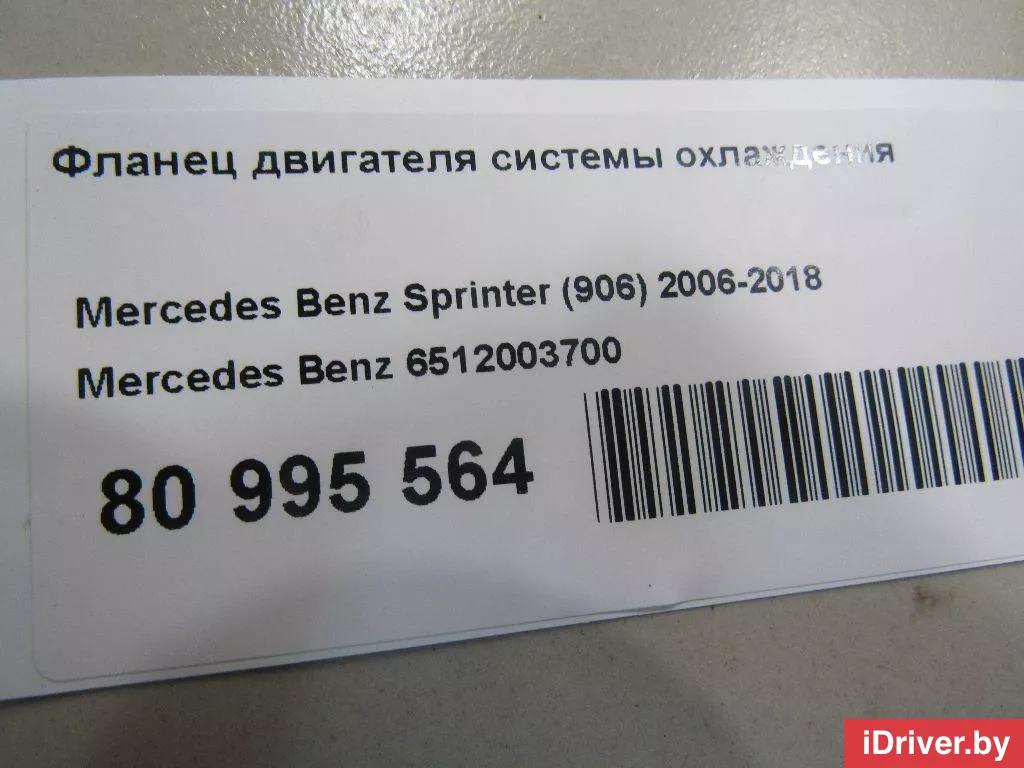 Фланец двигателя системы охлаждения
Mercedes Benz Sprinter (906) 2006-2018
Mercedes Benz 6512003700
80 995 564
iDriver.by